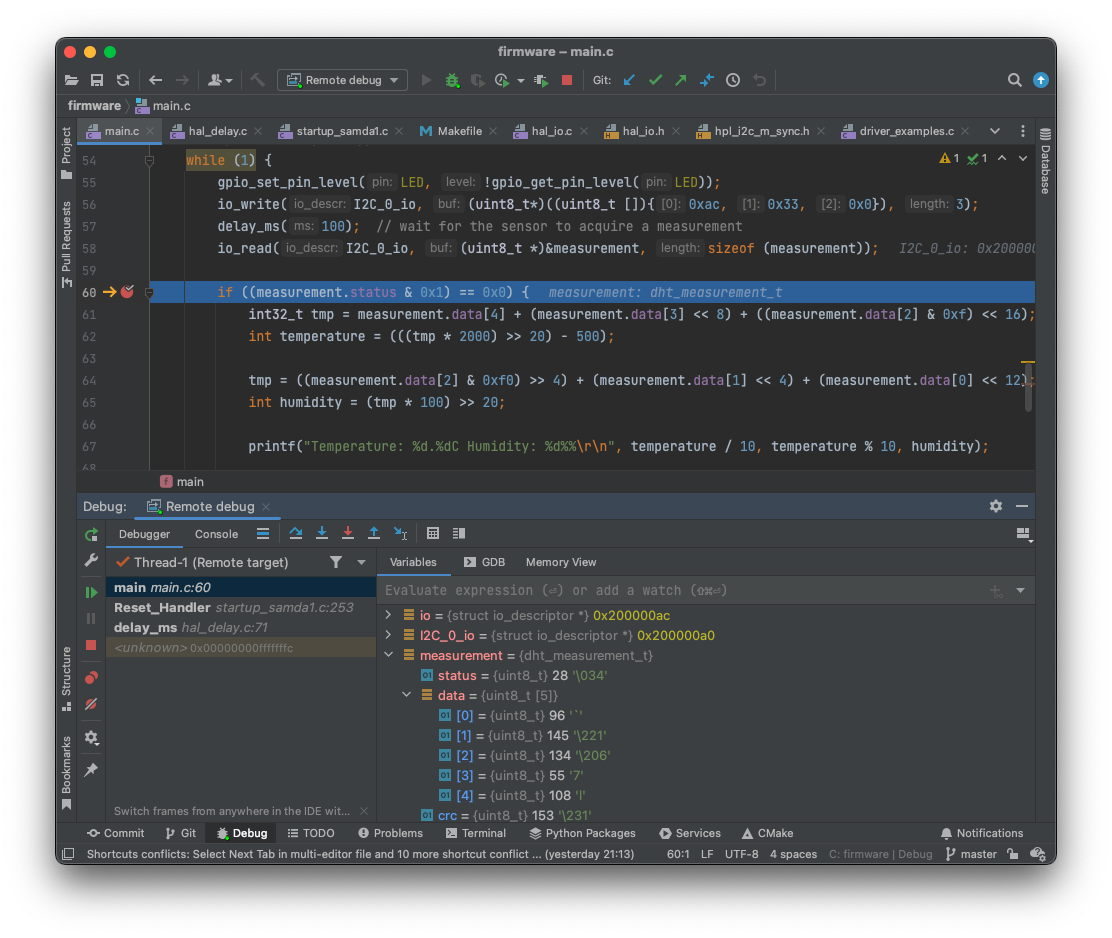 firmware – main.c
Remote debug
Git:
firmware main.c
main.c hal_delay.c startup_samda1.c Makefile hal_io.c hal_io.h hpl_i2c_m_sync.h driver_examples.c
Project
Pull Requests
Structure
Bookmarks
Database
1 1
54 while (1) {
55 gpio_set_pin_level( pin: LED, level: !gpio_get_pin_level( pin: LED));
56 io_write( io_descr: I2C_0_io, buf: (uint8_t*)((uint8_t []){ [0]: 0xac, [1]: 0x33, [2]: 0x0}), length: 3);
57 delay_ms( ms: 100); // wait for the sensor to acquire a measurement
58 io_read( io_descr: I2C_0_io, buf: (uint8_t *)&measurement, length: sizeof (measurement)); I2C_0_io: 0x200000
59
60 if ((measurement.status & 0x1) == 0x0) { measurement: dht_measurement_t
61 int32_t tmp = measurement.data[4] + (measurement.data[3] << 8) + ((measurement.data[2] & 0xf) << 16);
62 int temperature = (((tmp * 2000) >> 20) - 500);
63
64 tmp = ((measurement.data[2] & 0xf0) >> 4) + (measurement.data[1] << 4) + (measurement.data[0] << 12);
65 int humidity = (tmp * 100) >> 20;
66
67 printf("Temperature: %d.%dC Humidity: %d%%\r\n", temperature / 10, temperature % 10, humidity);
68
f main
Debug: Remote debug
Debugger Console
Thread-1 (Remote target)
main main.c:60
Reset_Handler startup_samda1.c:253
delay_ms hal_delay.c:71
<unknown> 0x00000000fffffffc
Switch frames from anywhere in the IDE wit...
Variables GDB Memory View
Evaluate expression (⏎) or add a watch (⇧⌘⏎)
io = {struct io_descriptor *} 0x200000ac
I2C_0_io = {struct io_descriptor *} 0x200000a0
measurement = {dht_measurement_t}
status = {uint8_t} 28 '\034'
data = {uint8_t [5]}
[0] = {uint8_t} 96 '`'
[1] = {uint8_t} 145 '\221'
[2] = {uint8_t} 134 '\206'
[3] = {uint8_t} 55 '7'
[4] = {uint8_t} 108 'l'
crc = {uint8_t} 153 '\231'
Commit Git Debug TODO Problems Terminal Python Packages Services CMake Notifications
Shortcuts conflicts: Select Next Tab in multi-editor file and 10 more shortcut conflict ... (yesterday 21:13) 60:1 LF UTF-8 4 spaces C: firmware | Debug master